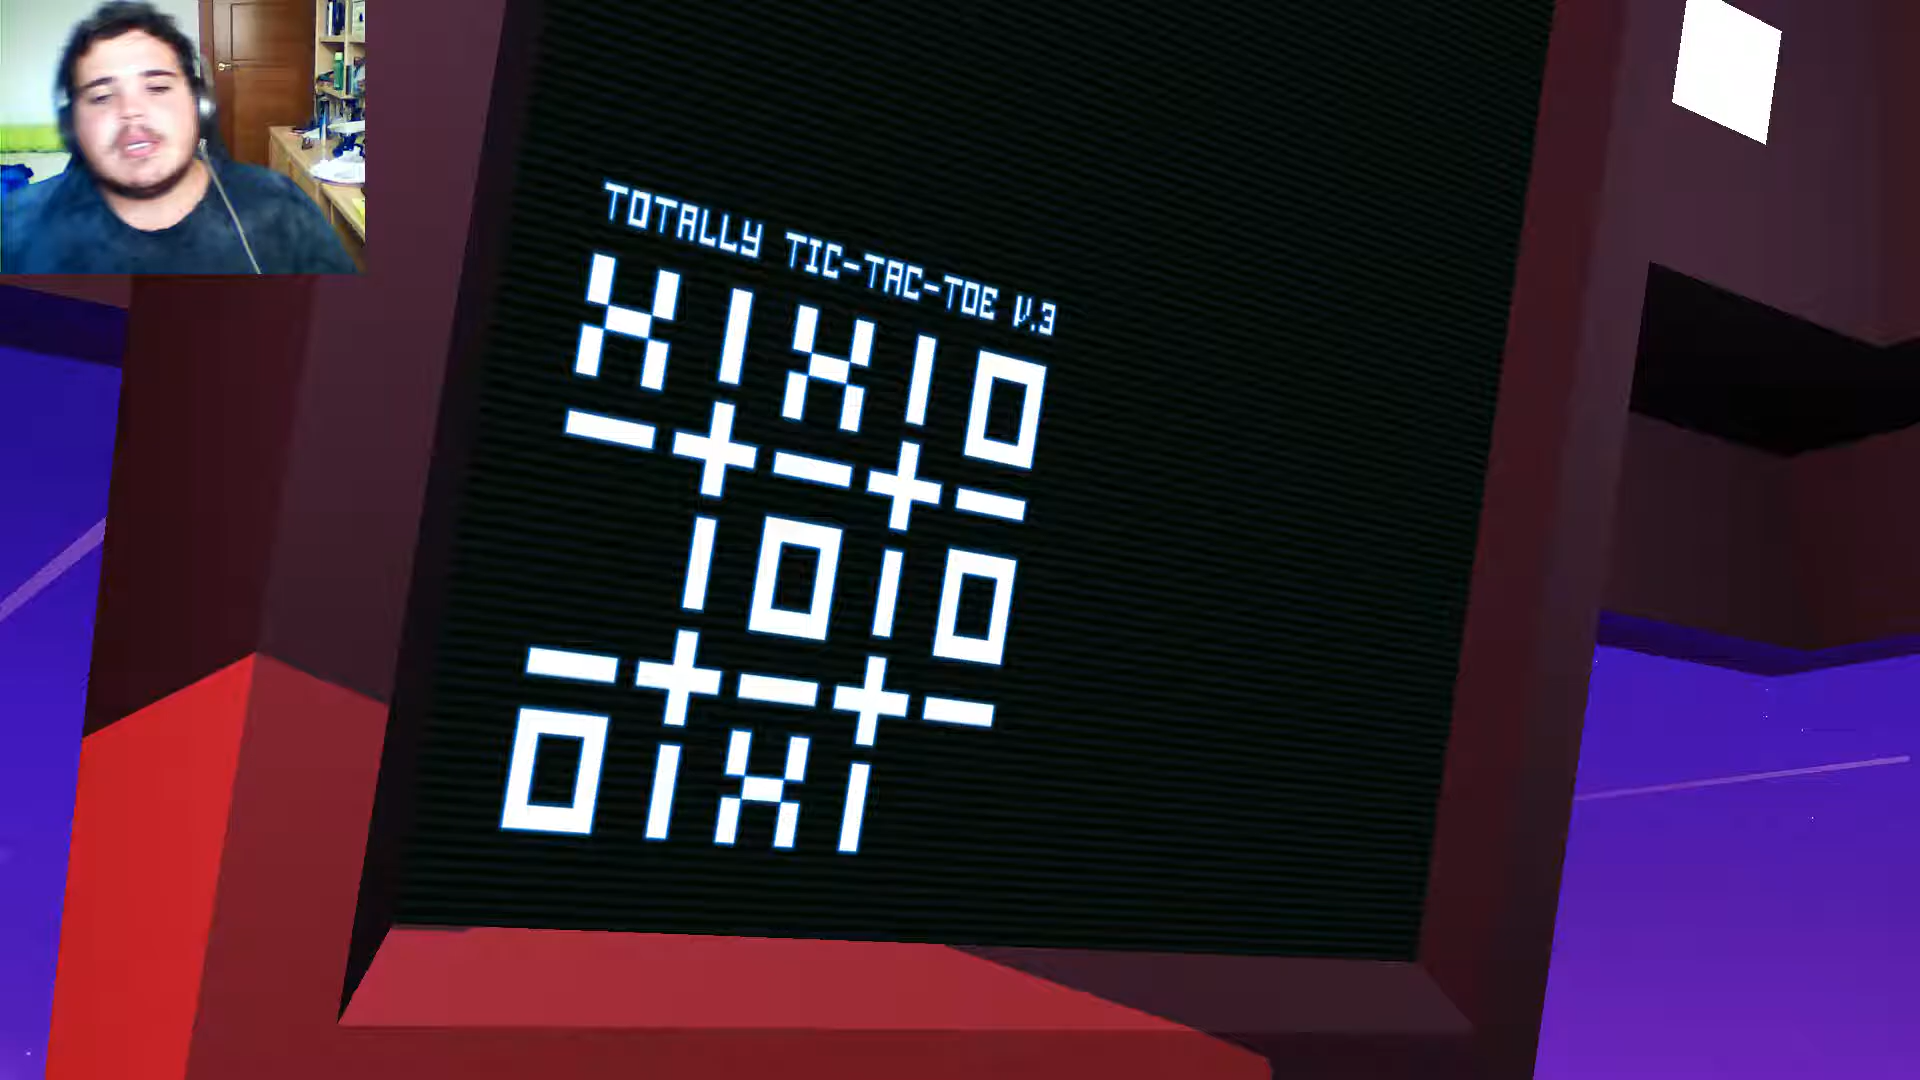 TOTALLY TIC-TAC-TOE V.3
X|X|O
-+-+-
 |O|O
-+-+-
O|X|